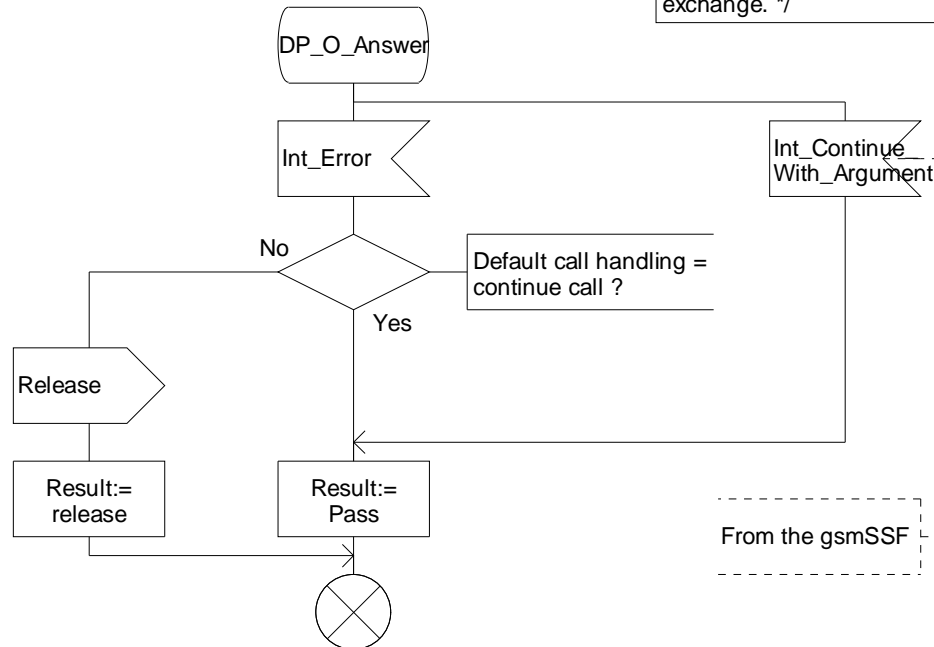 exchange. */
DP_O_Answer
Int_Error
Int_Continue_
With_Argument
No
Default call handling =
continue call ?
Yes
Release
Result:=
release
Result:=
Pass
From the gsmSSF